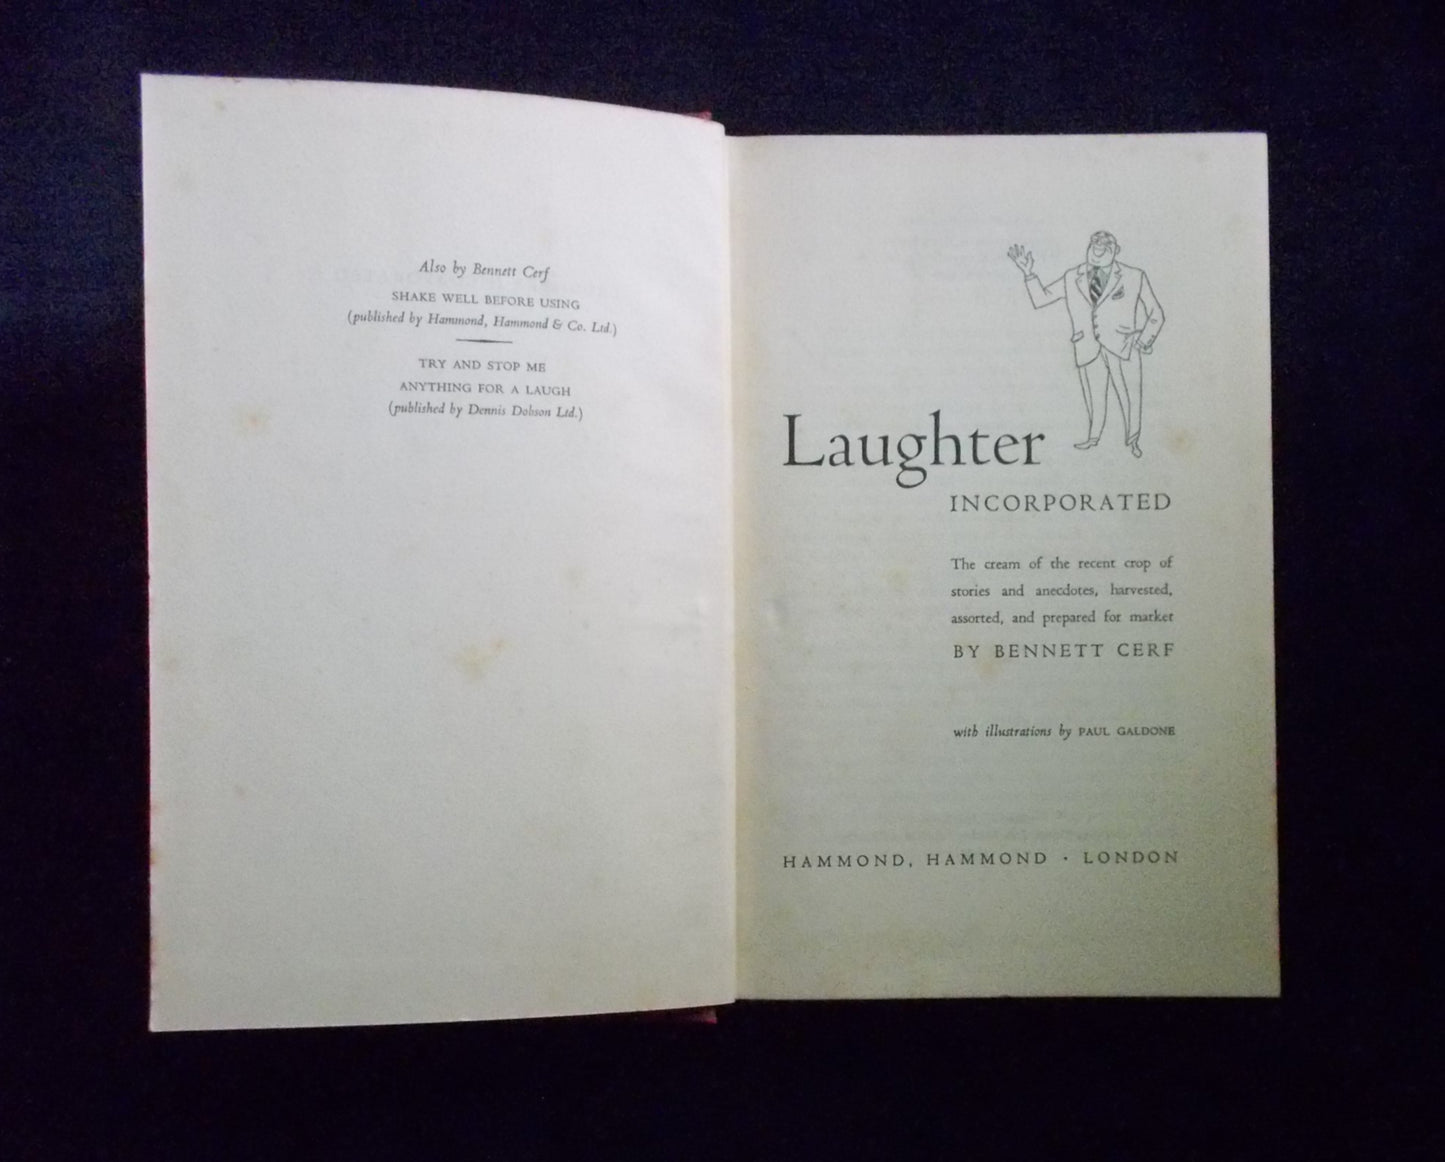 Also by Bennett Cerf
SHAKE WELL BEFORE USING
(published by Hammond, Hammond & Co. Ltd.)
TRY AND STOP ME
ANYTHING FOR A LAUGH
(published by Dennis Dobson Ltd.)
Laughter
INCORPORATED
The cream of the recent crop of
stories and anecdotes, harvested,
assorted, and prepared for market
BY BENNETT CERF
with illustrations by PAUL GALDONE
HAMMOND, HAMMOND · LONDON